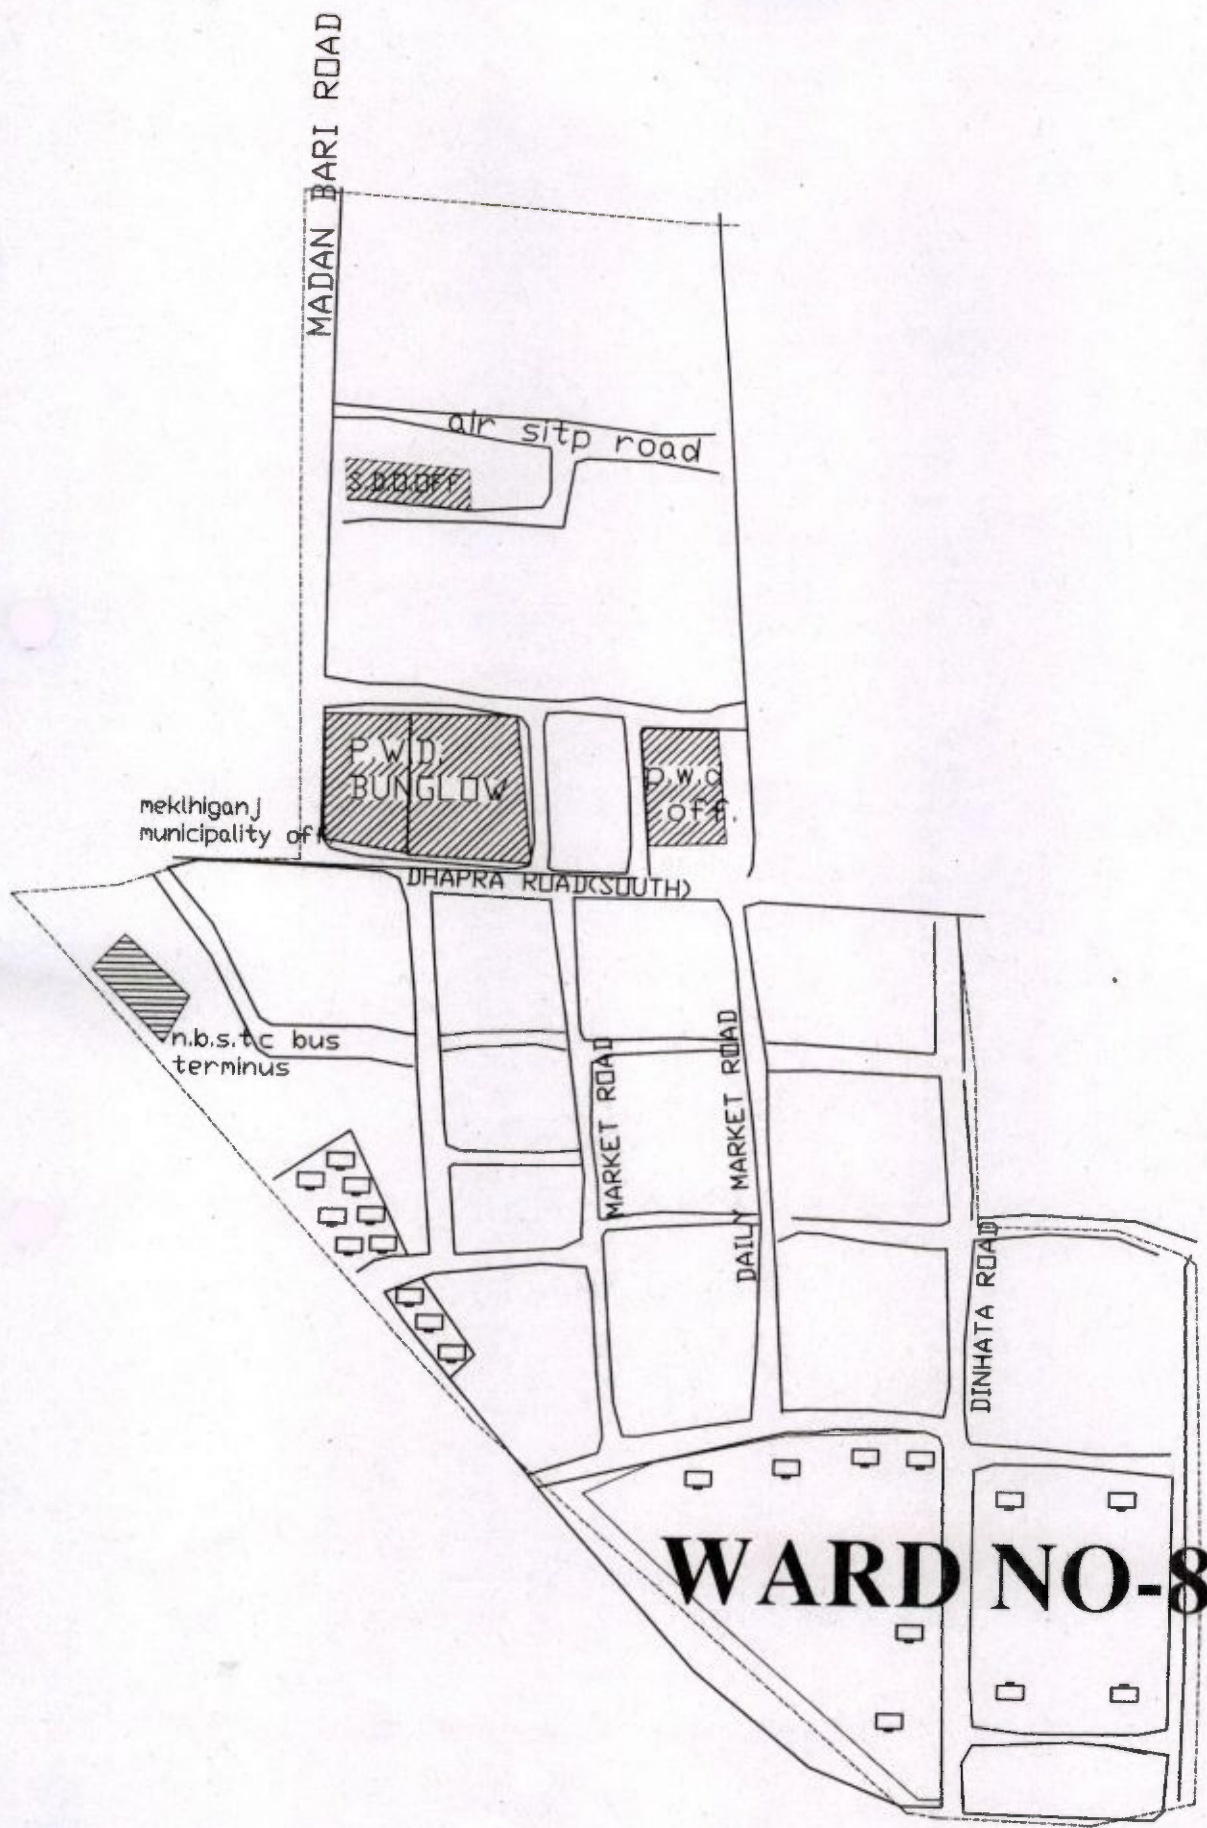 MADAN BARI ROAD
air sitp road
S.D.O.OFF
P.W.D.
BUNGLOW
p.w.d
off.
meklhiganj
municipality off
DHAPRA ROAD(SOUTH)
n.b.s.t.c bus
terminus
MARKET ROAD
DAILY MARKET ROAD
DINHATA ROAD
WARD NO-8